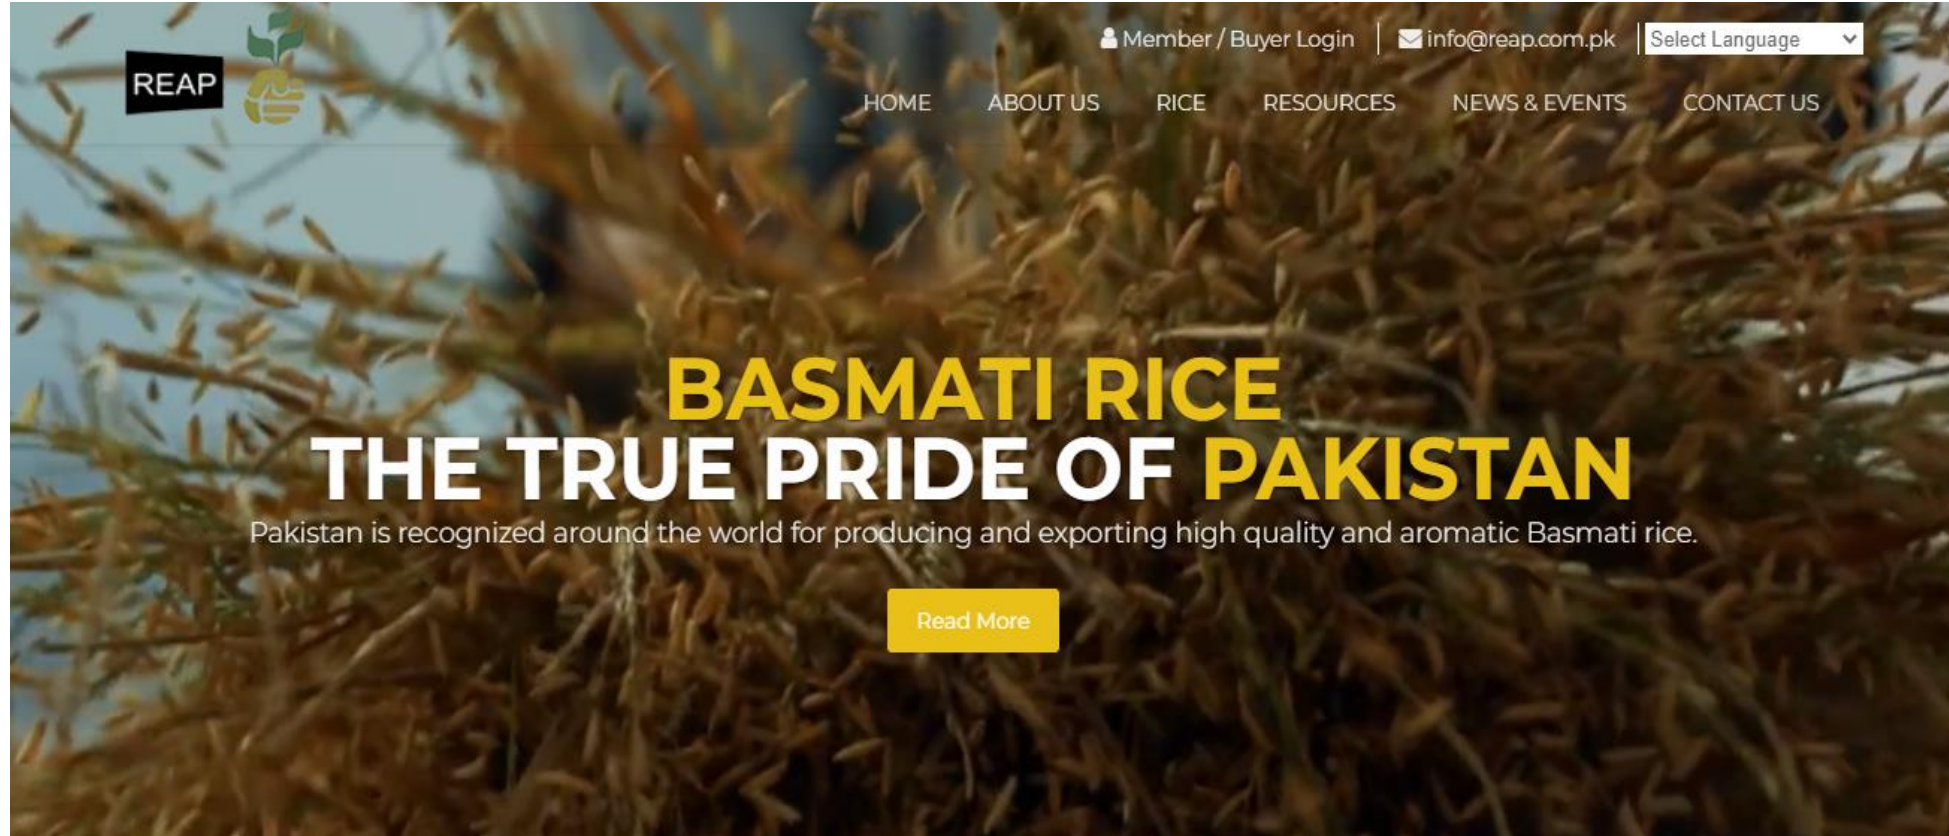 Member / Buyer Login info@reap.com.pk Select Language
REAP
HOME ABOUT US RICE RESOURCES NEWS & EVENTS CONTACT US
BASMATI RICE
THE TRUE PRIDE OF PAKISTAN
Pakistan is recognized around the world for producing and exporting high quality and aromatic Basmati rice.
Read More